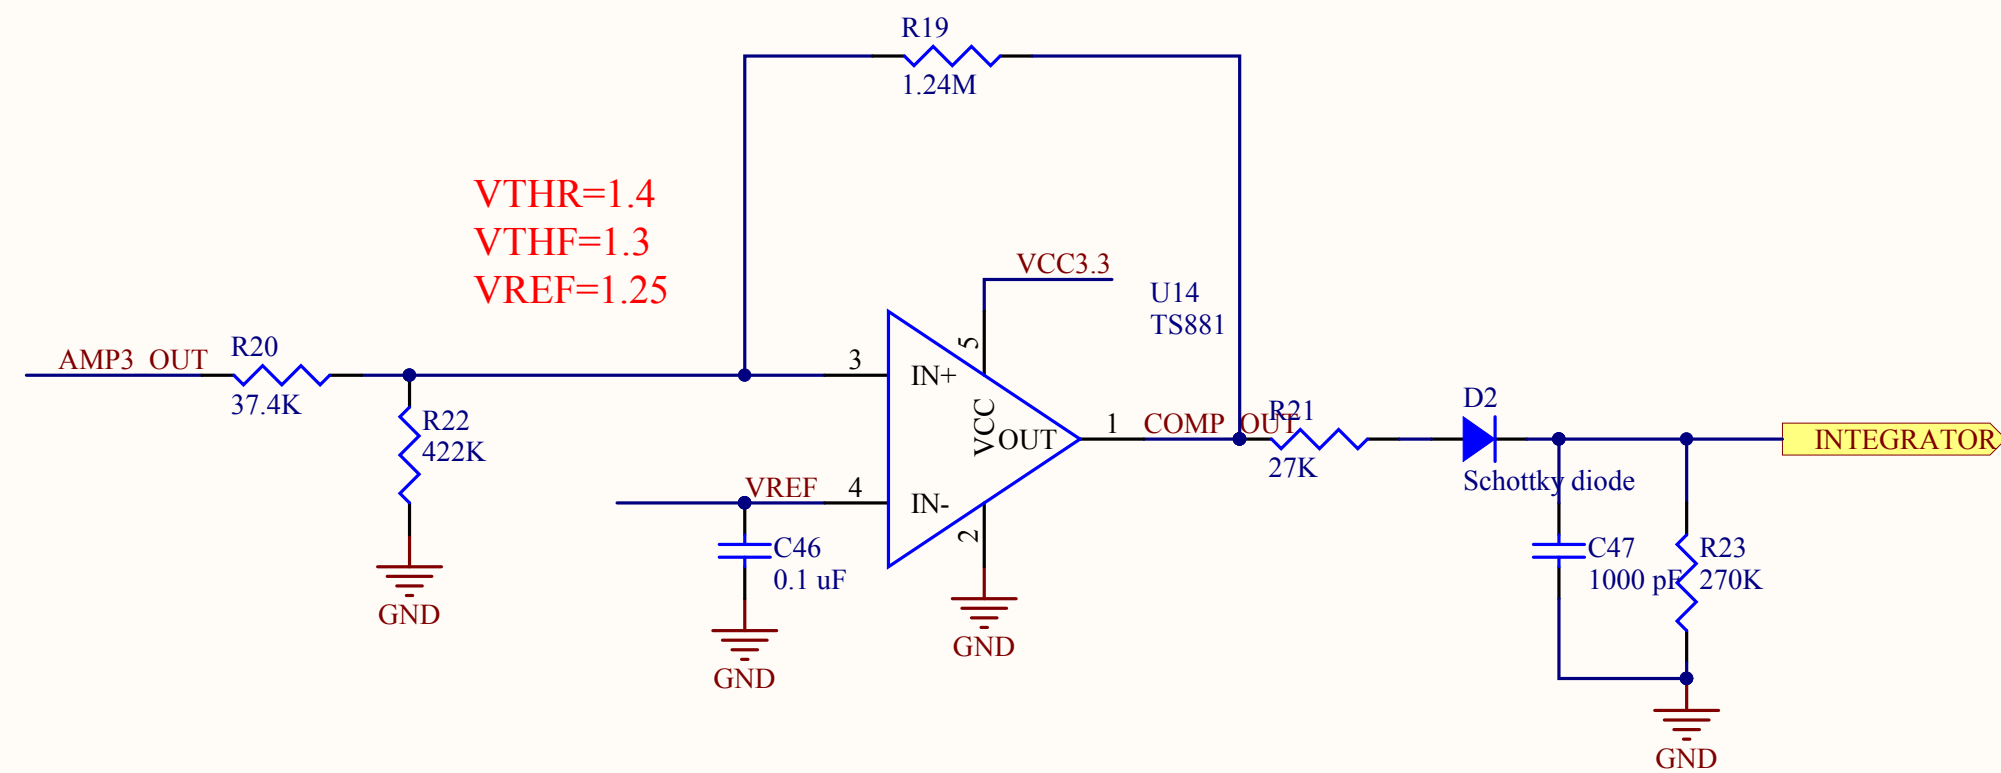 R19
1.24M
VTHR=1.4
VTHF=1.3
VREF=1.25
VCC3.3
U14
TS881
AMP3_OUT
R20
37.4K
R22
422K
GND
3
IN+
5
VCC
OUT
1
COMP_OUT
R21
27K
D2
Schottky diode
INTEGRATOR
VREF
4
IN-
2
C46
0.1 uF
GND
GND
C47
1000 pF
R23
270K
GND